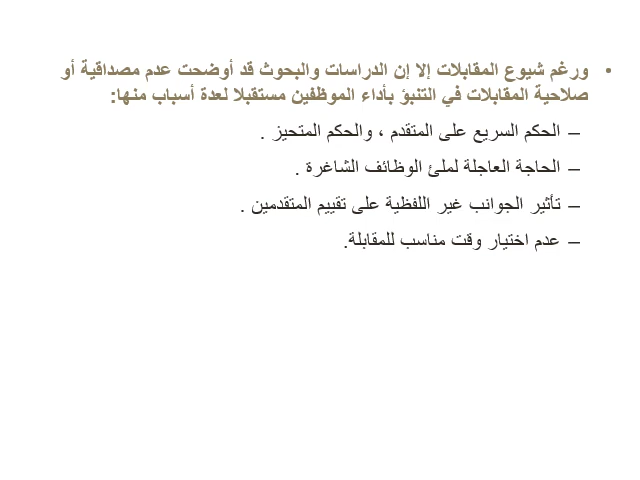 • ورغم شيوع المقابلات إلا إن الدراسات والبحوث قد أوضحت عدم مصداقية أو
صلاحية المقابلات في التنبؤ بأداء الموظفين مستقبلا لعدة أسباب منها:
– الحكم السريع على المتقدم ، والحكم المتحيز .
– الحاجة العاجلة لملئ الوظائف الشاغرة .
– تأثير الجوانب غير اللفظية على تقييم المتقدمين .
– عدم اختيار وقت مناسب للمقابلة.